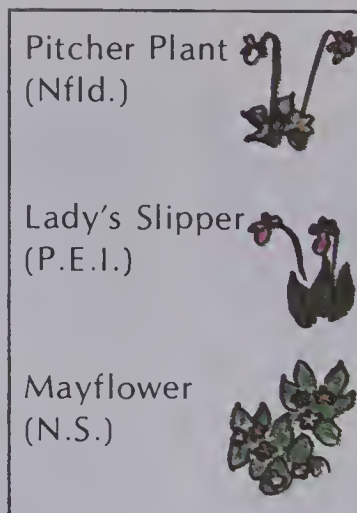 Pitcher Plant
(Nfld.)
Lady's Slipper
(P.E.I.)
Mayflower
(N.S.)